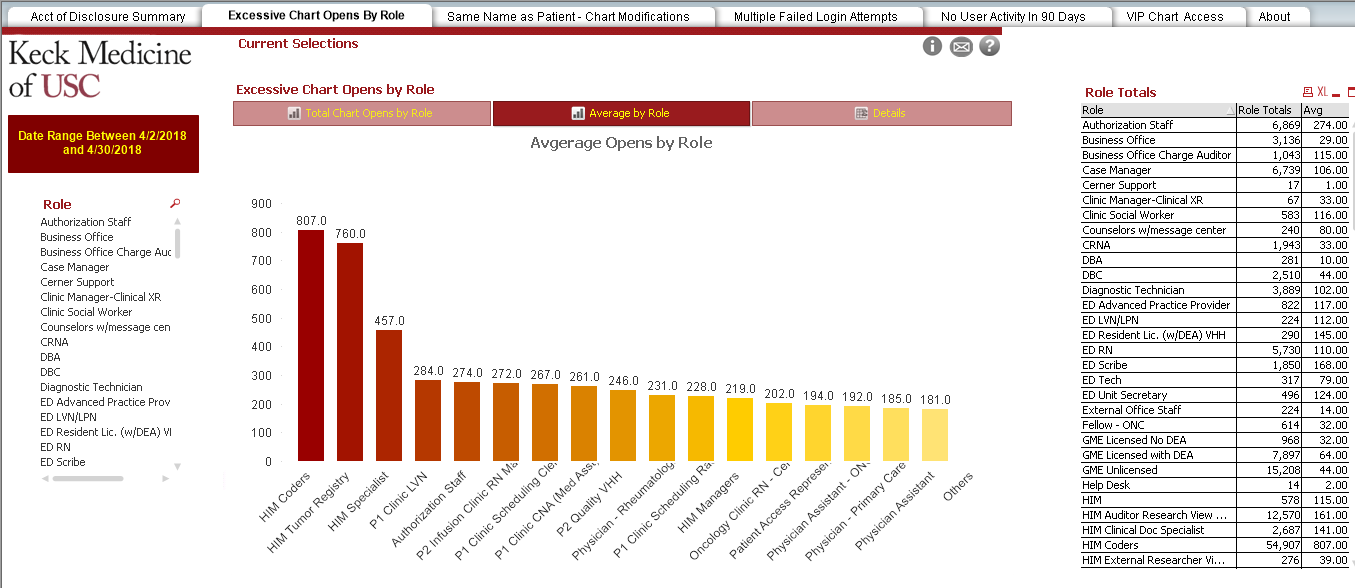 Acct of Disclosure Summary
Excessive Chart Opens By Role
Same Name as Patient - Chart Modifications
Multiple Failed Login Attempts
No User Activity In 90 Days
VIP Chart Access
About
Keck Medicine
of USC
Current Selections
Date Range Between 4/2/2018
and 4/30/2018
Role
Authorization Staff
Business Office
Business Office Charge Auc
Case Manager
Cerner Support
Clinic Manager-Clinical XR
Clinic Social Worker
Counselors w/message cen
CRNA
DBA
DBC
Diagnostic Technician
ED Advanced Practice Prov
ED LVN/LPN
ED Resident Lic. (w/DEA) VI
ED RN
ED Scribe
Excessive Chart Opens by Role
Total Chart Opens by Role
Average by Role
Details
Avgerage Opens by Role
900
800
700
600
500
400
300
200
100
0
807.0
760.0
457.0
284.0
274.0
272.0
267.0
261.0
246.0
231.0
228.0
219.0
202.0
194.0
192.0
185.0
181.0
HIM Coders
HIM Tumor Registry
HIM Specialist
P1 Clinic LVN
Authorization Staff
P2 Infusion Clinic RN Ma
P1 Clinic Scheduling Cler
P1 Clinic CNA (Med Assi
P2 Quality VHH
Physician - Rheumatolog
P1 Clinic Scheduling Rad
HIM Managers
Oncology Clinic RN - Cer
Patient Access Represer
Physician Assistant - ONC
Physician - Primary Care
Physician Assistant
Others
Role Totals
XL
Role Role Totals Avg
Authorization Staff 6,869 274.00
Business Office 3,136 29.00
Business Office Charge Auditor 1,043 115.00
Case Manager 6,739 106.00
Cerner Support 17 1.00
Clinic Manager-Clinical XR 67 33.00
Clinic Social Worker 583 116.00
Counselors w/message center 240 80.00
CRNA 1,943 33.00
DBA 281 10.00
DBC 2,510 44.00
Diagnostic Technician 3,889 102.00
ED Advanced Practice Provider 822 117.00
ED LVN/LPN 224 112.00
ED Resident Lic. (w/DEA) VHH 290 145.00
ED RN 5,730 110.00
ED Scribe 1,850 168.00
ED Tech 317 79.00
ED Unit Secretary 496 124.00
External Office Staff 224 14.00
Fellow - ONC 614 32.00
GME Licensed No DEA 968 32.00
GME Licensed with DEA 7,897 64.00
GME Unlicensed 15,208 44.00
Help Desk 14 2.00
HIM 578 115.00
HIM Auditor Research View ... 12,570 161.00
HIM Clinical Doc Specialist 2,687 141.00
HIM Coders 54,907 807.00
HIM External Researcher Vi... 276 39.00